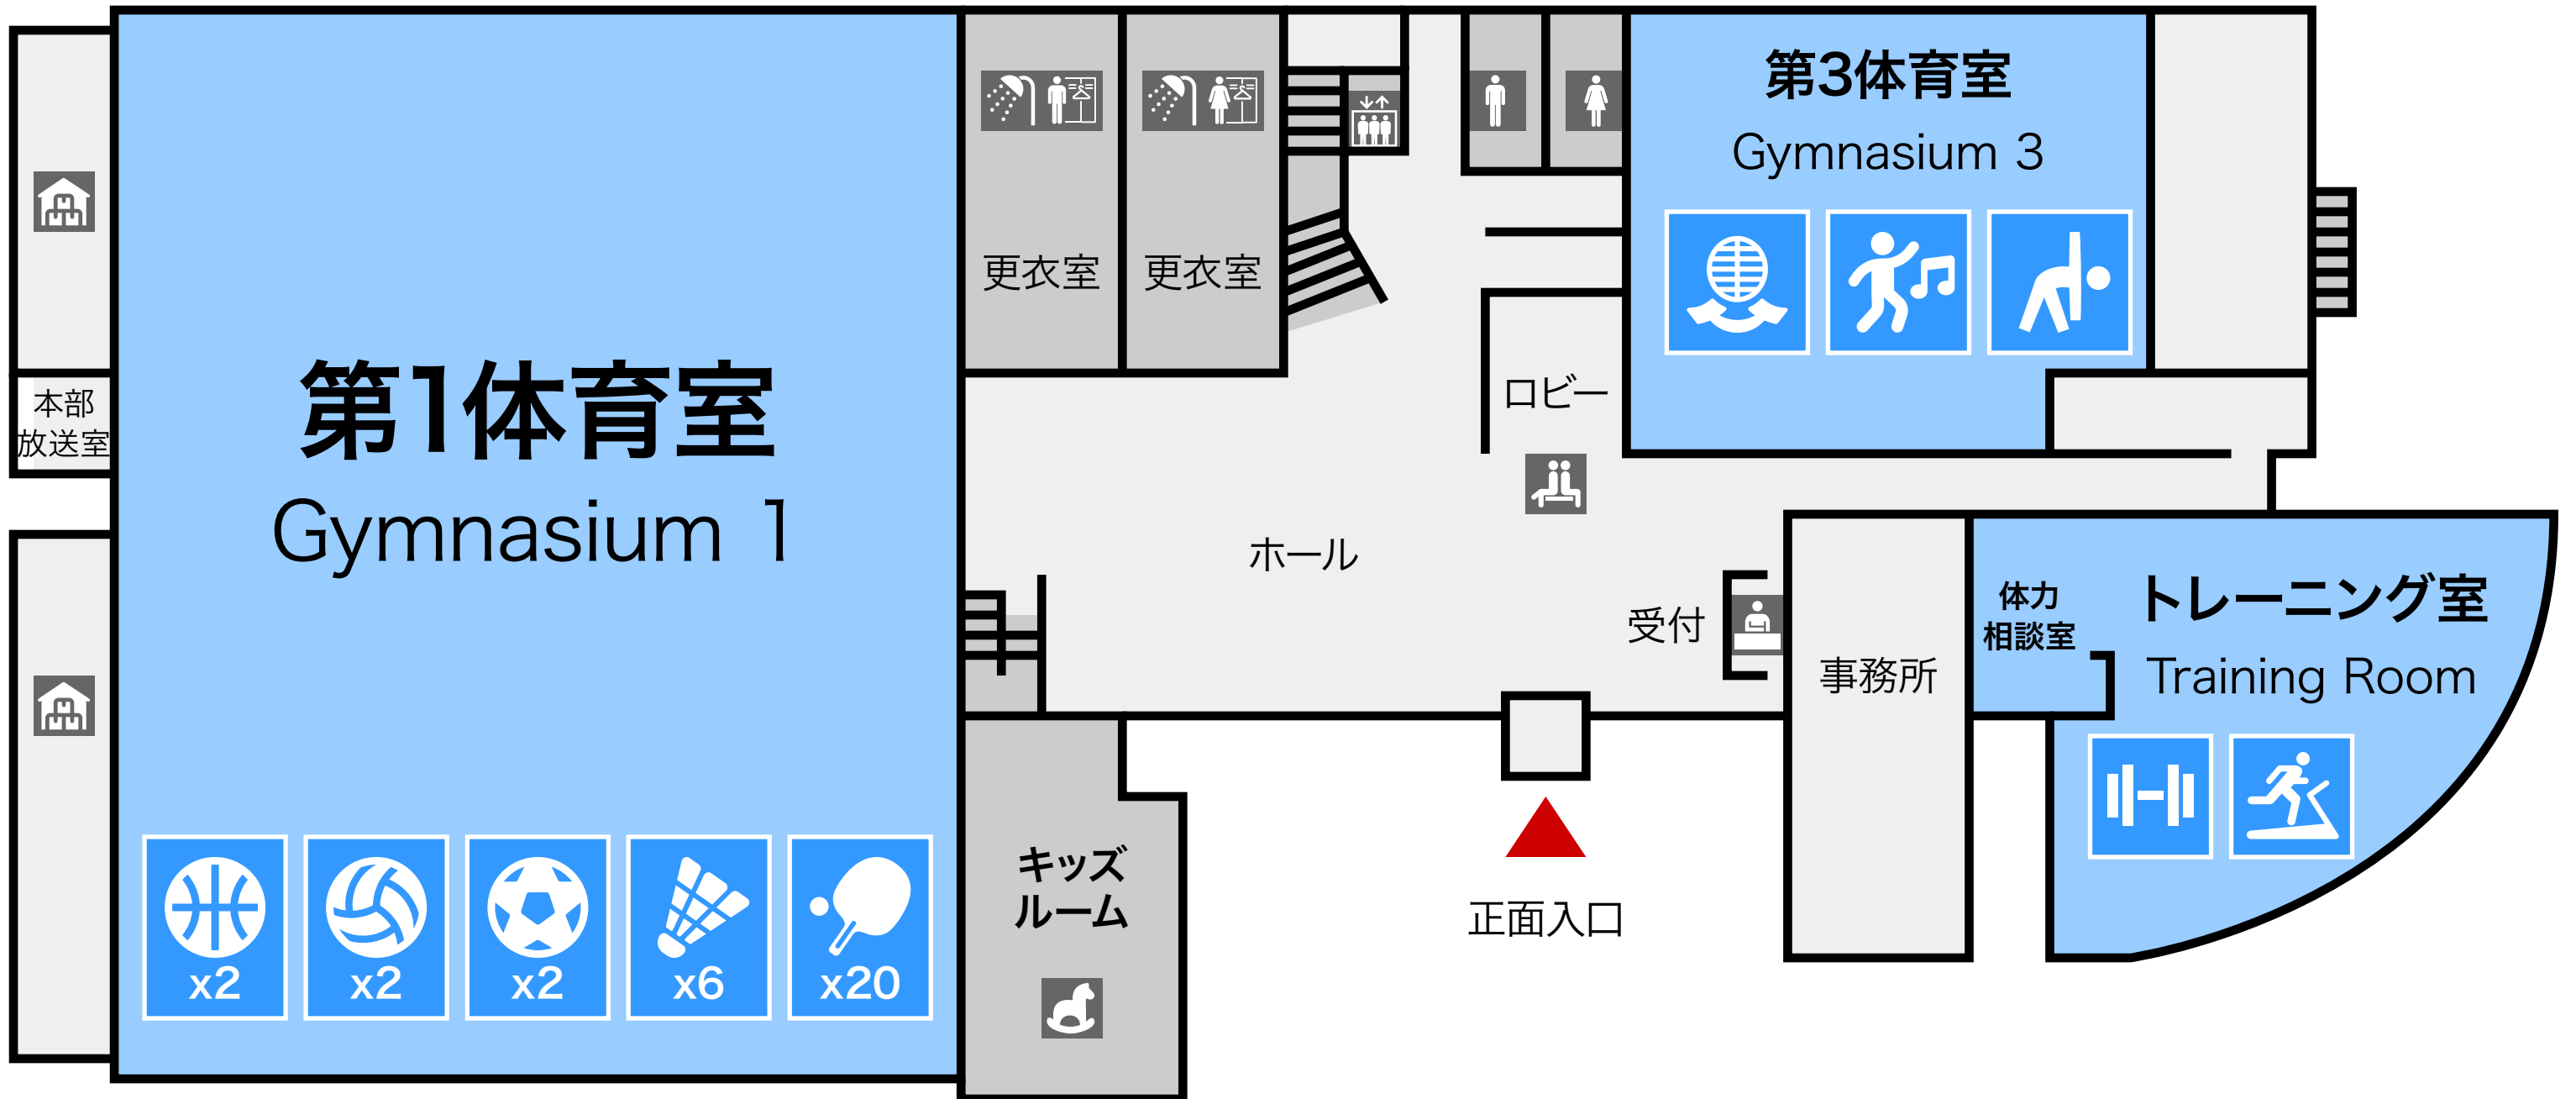 第3体育室
Gymnasium 3
更衣室
更衣室
本部
放送室
第1体育室
Gymnasium 1
ロビー
ホール
受付
事務所
体力
相談室
トレーニング室
Training Room
キッズ
ルーム
正面入口
x2
x2
x2
x6
x20